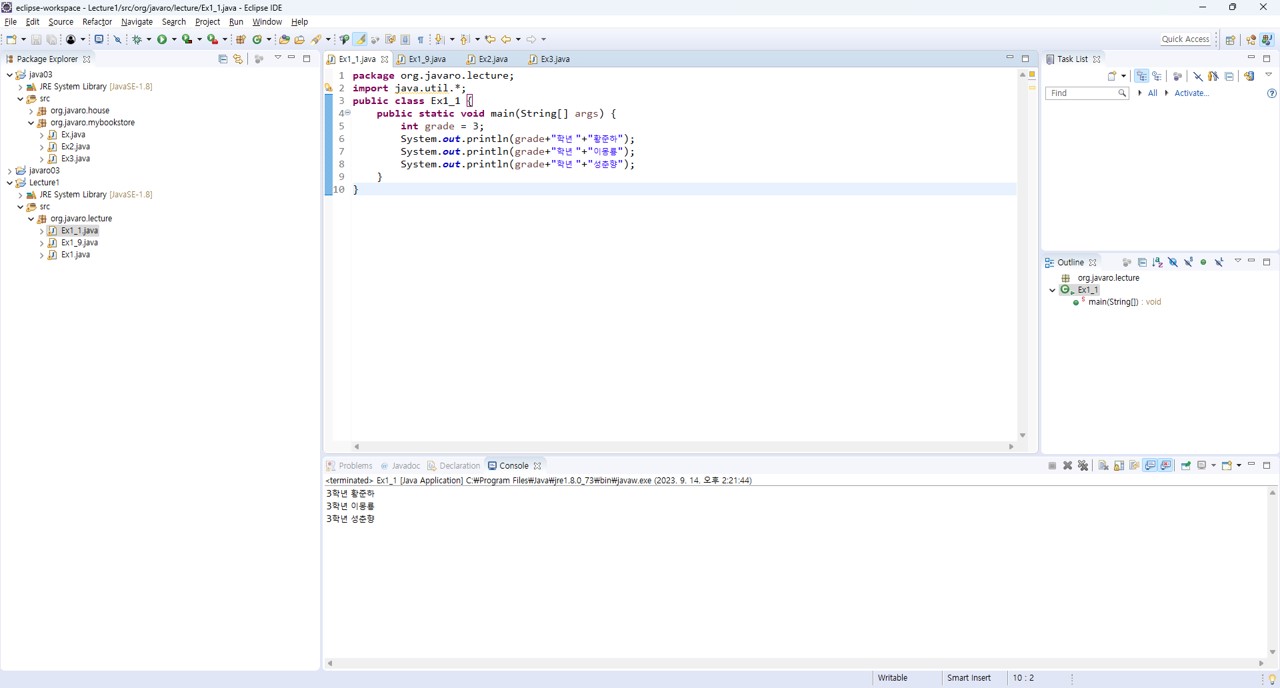 eclipse-workspace - Lecture1/src/org/javaro/lecture/Ex1_1.java - Eclipse IDE
File Edit Source Refactor Navigate Search Project Run Window Help
Quick Access
Package Explorer
java03
JRE System Library [JavaSE-1.8]
src
org.javaro.house
org.javaro.mybookstore
Ex.java
Ex2.java
Ex3.java
javaro03
Lecture1
JRE System Library [JavaSE-1.8]
src
org.javaro.lecture
Ex1_1.java
Ex1_9.java
Ex1.java
Ex1_1.java Ex1_9.java Ex2.java Ex3.java
1 package org.javaro.lecture;
2 import java.util.*;
3 public class Ex1_1 {
4 public static void main(String[] args) {
5 int grade = 3;
6 System.out.println(grade+"학년 "+"황준하");
7 System.out.println(grade+"학년 "+"이몽룡");
8 System.out.println(grade+"학년 "+"성춘향");
9 }
10 }
Task List
Find All Activate...
Outline
org.javaro.lecture
Ex1_1
main(String[]) : void
Problems Javadoc Declaration Console
<terminated> Ex1_1 [Java Application] C:₩Program Files₩Java₩jre1.8.0_73₩bin₩javaw.exe (2023. 9. 14. 오후 2:21:44)
3학년 황준하
3학년 이몽룡
3학년 성춘향
Writable Smart Insert 10 : 2